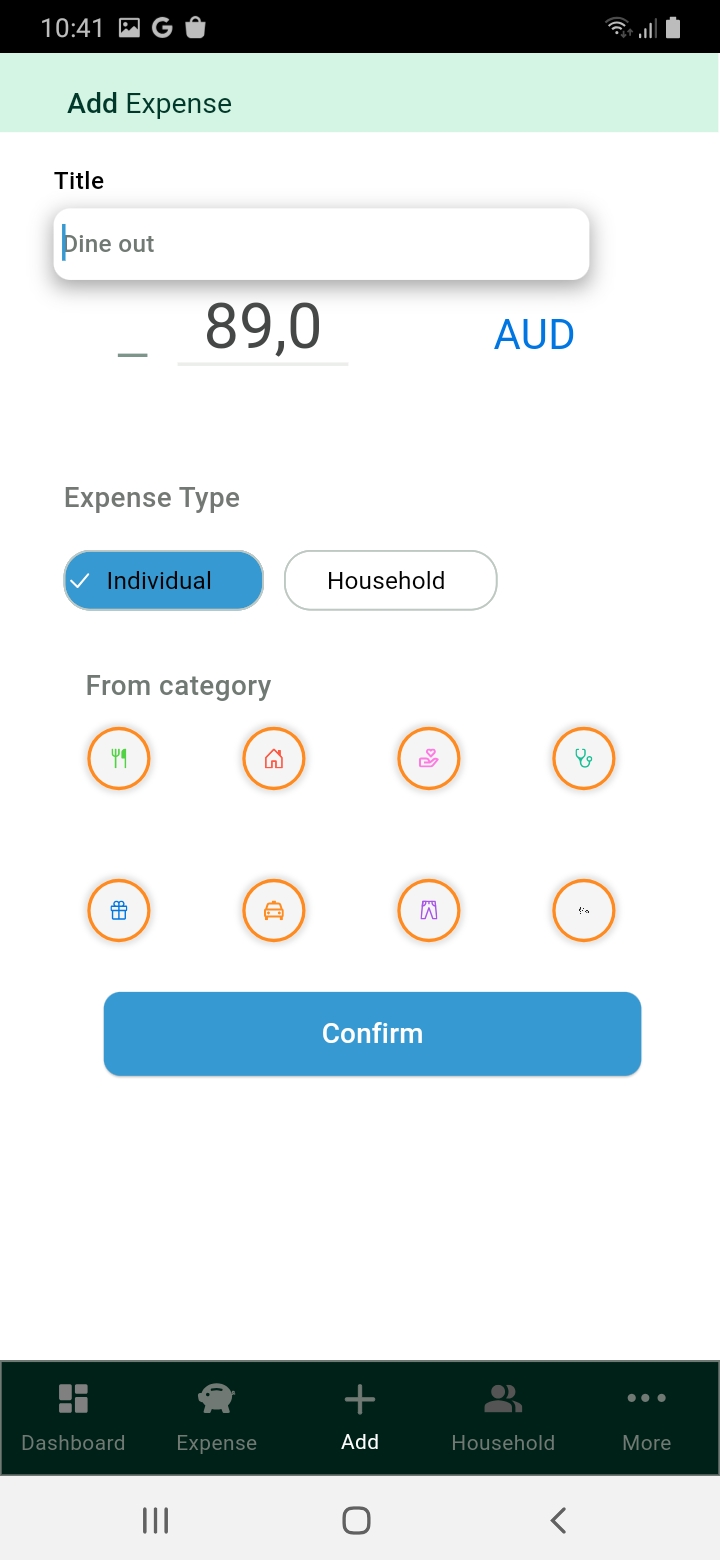 10:41
Add Expense
Title
Dine out
89,0 AUD
Expense Type
Individual Household
From category
Confirm
Dashboard Expense Add Household More